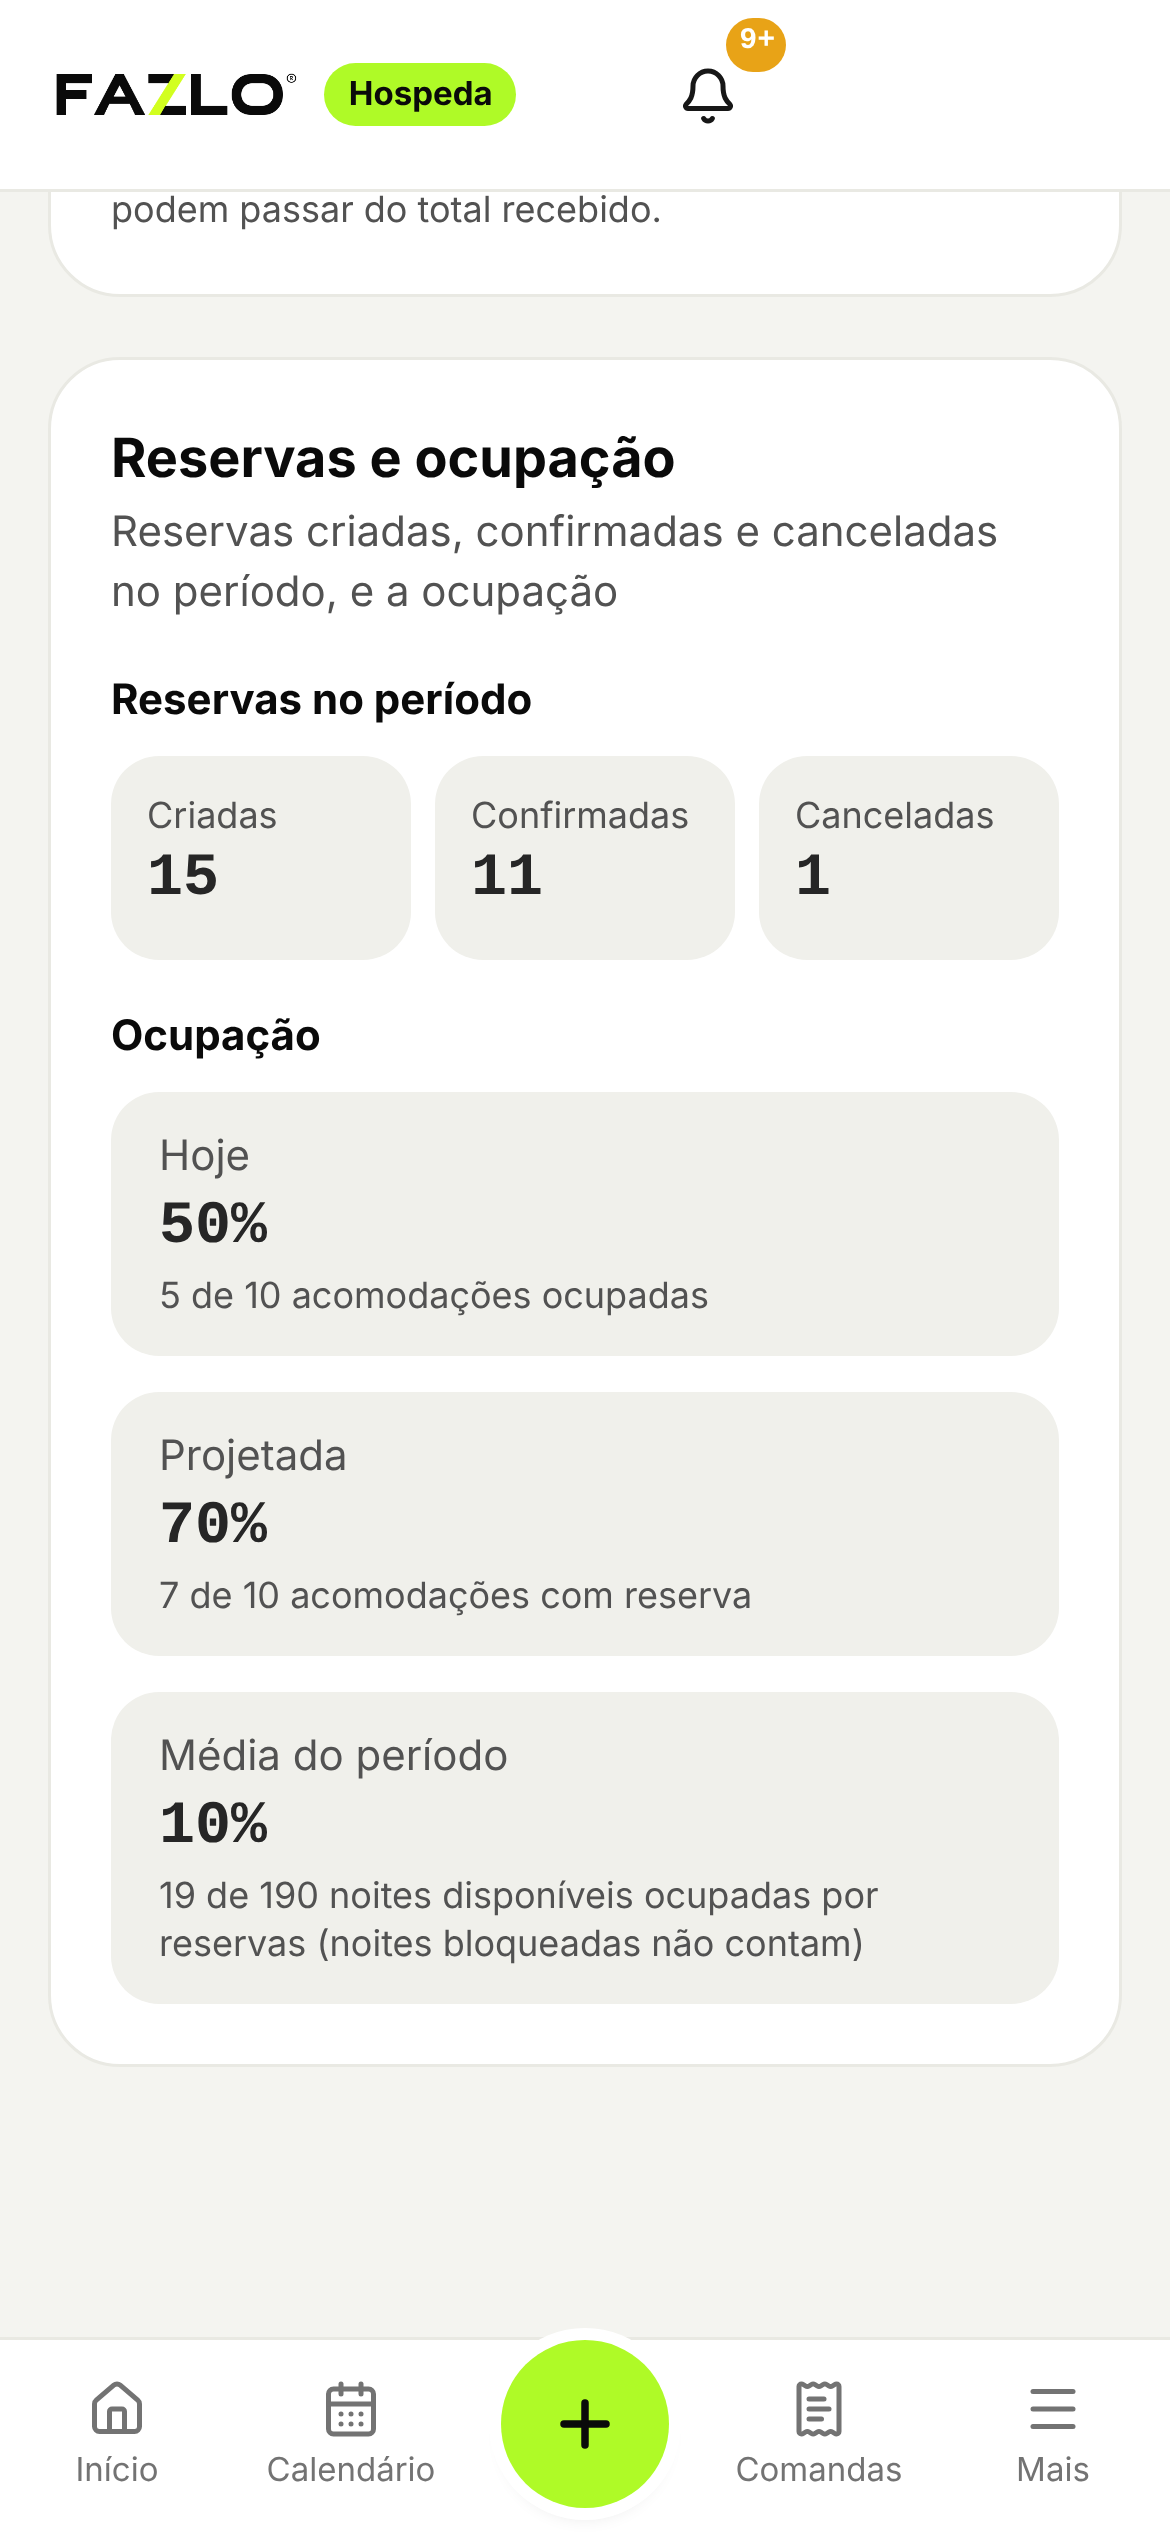 FAZLO®
Hospeda
9+
podem passar do total recebido.
Reservas e ocupação
Reservas criadas, confirmadas e canceladas
no período, e a ocupação
Reservas no período
Criadas
15
Confirmadas
11
Canceladas
1
Ocupação
Hoje
50%
5 de 10 acomodações ocupadas
Projetada
70%
7 de 10 acomodações com reserva
Média do período
10%
19 de 190 noites disponíveis ocupadas por
reservas (noites bloqueadas não contam)
Início
Calendário
Comandas
Mais